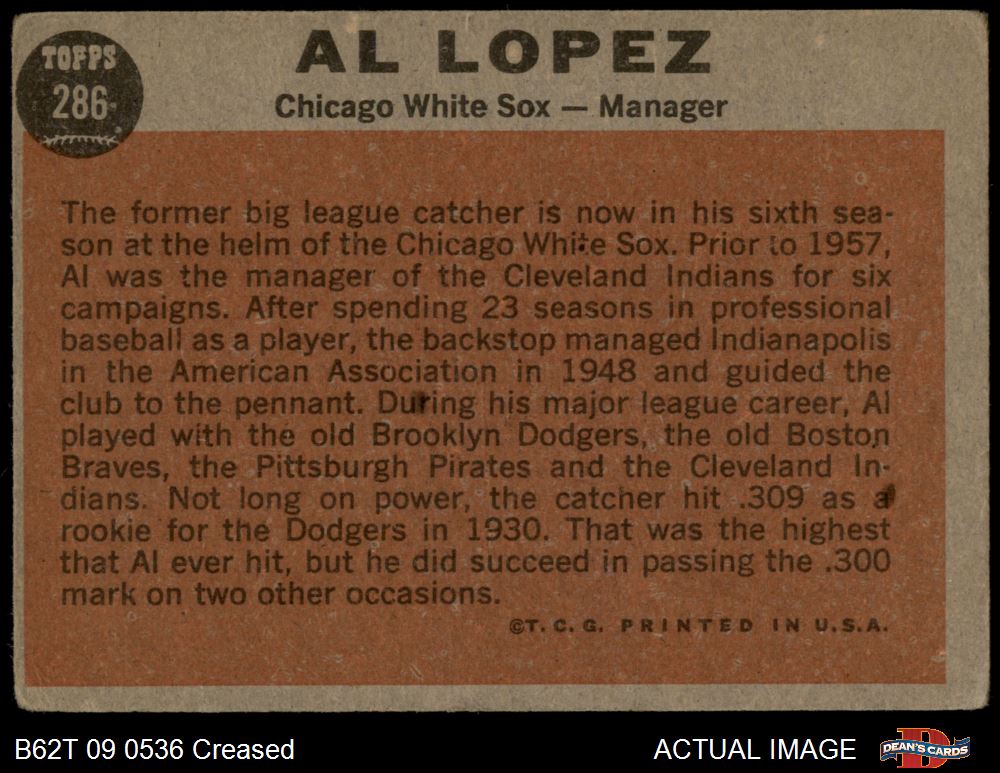 TOPPS
286
AL LOPEZ
Chicago White Sox — Manager
The former big league catcher is now in his sixth sea-
son at the helm of the Chicago White Sox. Prior to 1957,
Al was the manager of the Cleveland Indians for six
campaigns. After spending 23 seasons in professional
baseball as a player, the backstop managed Indianapolis
in the American Association in 1948 and guided the
club to the pennant. During his major league career, Al
played with the old Brooklyn Dodgers, the old Boston
Braves, the Pittsburgh Pirates and the Cleveland In-
dians. Not long on power, the catcher hit .309 as a
rookie for the Dodgers in 1930. That was the highest
that Al ever hit, but he did succeed in passing the .300
mark on two other occasions.
©T. C. G. PRINTED IN U.S.A.
B62T 09 0536 Creased
ACTUAL IMAGE
DEAN'S CARDS